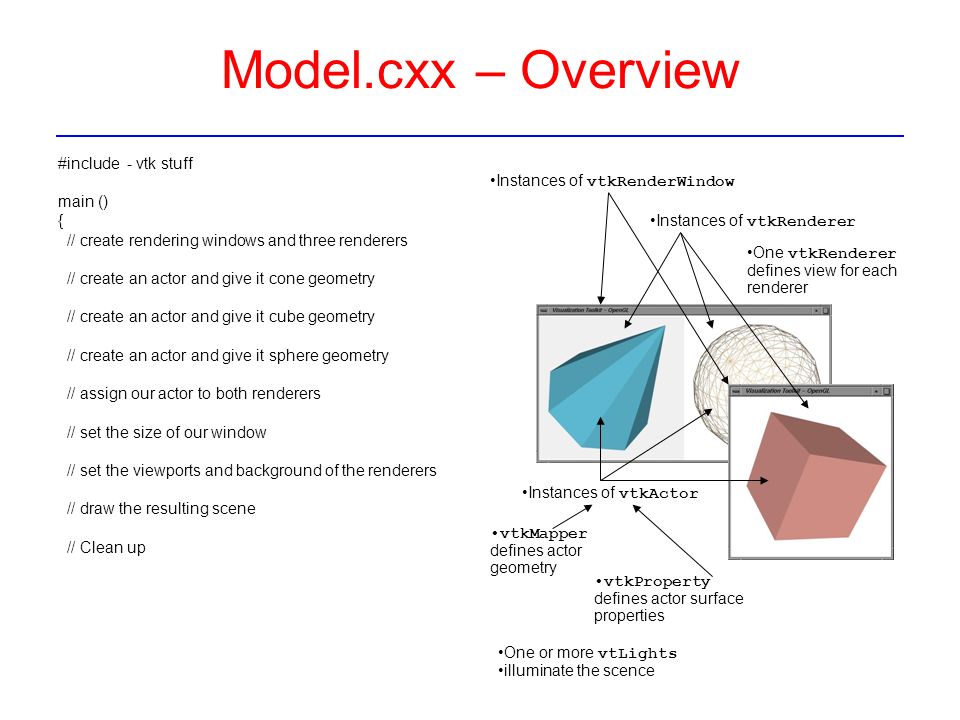 Model.cxx – Overview
#include - vtk stuff
main ()
{
// create rendering windows and three renderers
// create an actor and give it cone geometry
// create an actor and give it cube geometry
// create an actor and give it sphere geometry
// assign our actor to both renderers
// set the size of our window
// set the viewports and background of the renderers
// draw the resulting scene
// Clean up
•Instances of vtkRenderWindow
•Instances of vtkRenderer
•One vtkRenderer
defines view for each
renderer
Visualization Toolkit - OpenGL
Visualization Toolkit - OpenGL
•Instances of vtkActor
•vtkMapper
defines actor
geometry
•vtkProperty
defines actor surface
properties
•One or more vtLights
•illuminate the scence